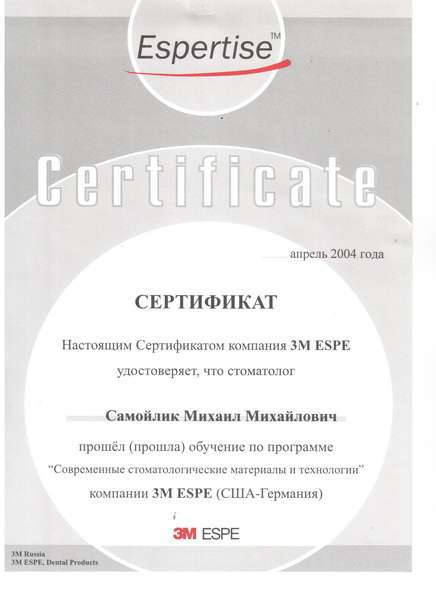 Espertise™
Certificate
апрель 2004 года
СЕРТИФИКАТ
Настоящим Сертификатом компания 3M ESPE
удостоверяет, что стоматолог
Самойлик Михаил Михайлович
прошёл (прошла) обучение по программе
“Современные стоматологические материалы и технологии”
компании 3M ESPE (США-Германия)
3M ESPE
3M Russia
3M ESPE, Dental Products